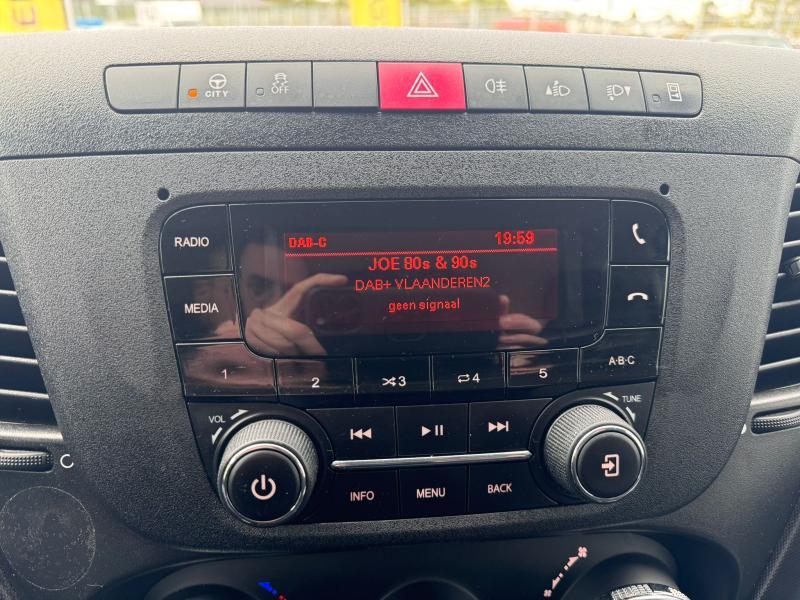 CITY
OFF
RADIO
DAB-C 19:59
JOE 80s & 90s
MEDIA
DAB+ VLAANDEREN2
geen signaal
1 2 3 4 5 A·B·C
VOL TUNE
INFO MENU BACK